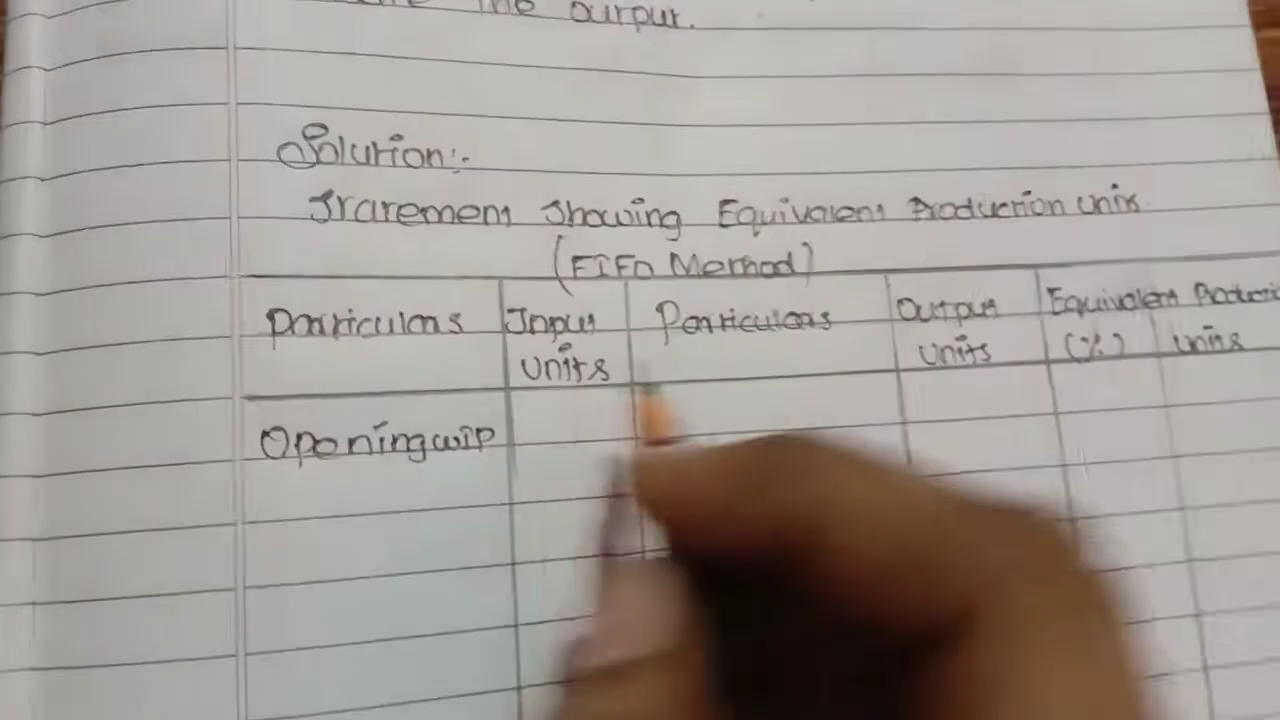 the output.
Solution:-
Statement showing Equivalent Production units
(FIFO Method)
Particulars Input Units Particulars Output Units Equivalent Producti
(%) Units
Opening WIP